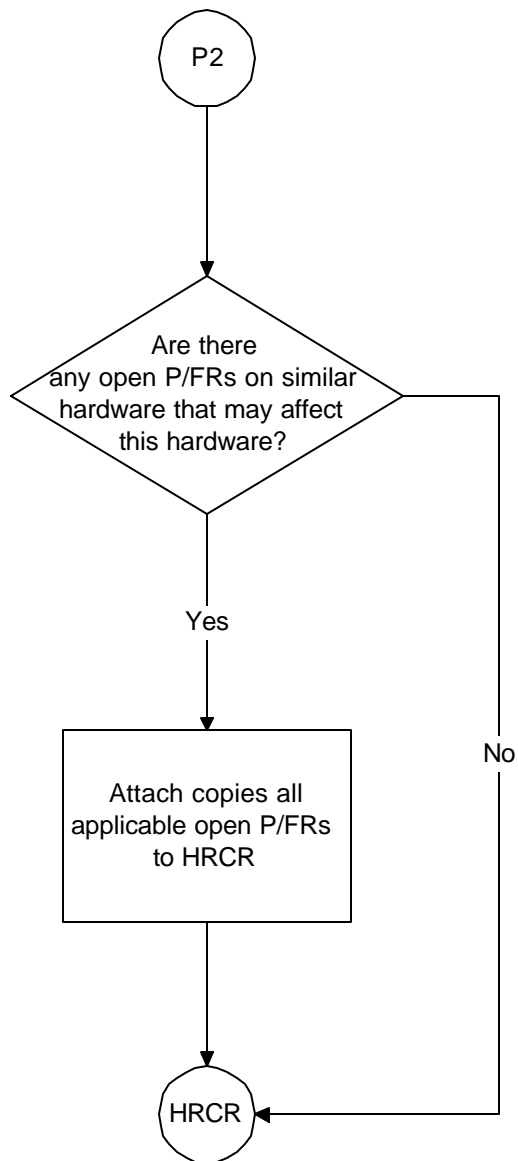 P2
Are there
any open P/FRs on similar
hardware that may affect
this hardware?
Yes
No
Attach copies all
applicable open P/FRs
to HRCR
HRCR